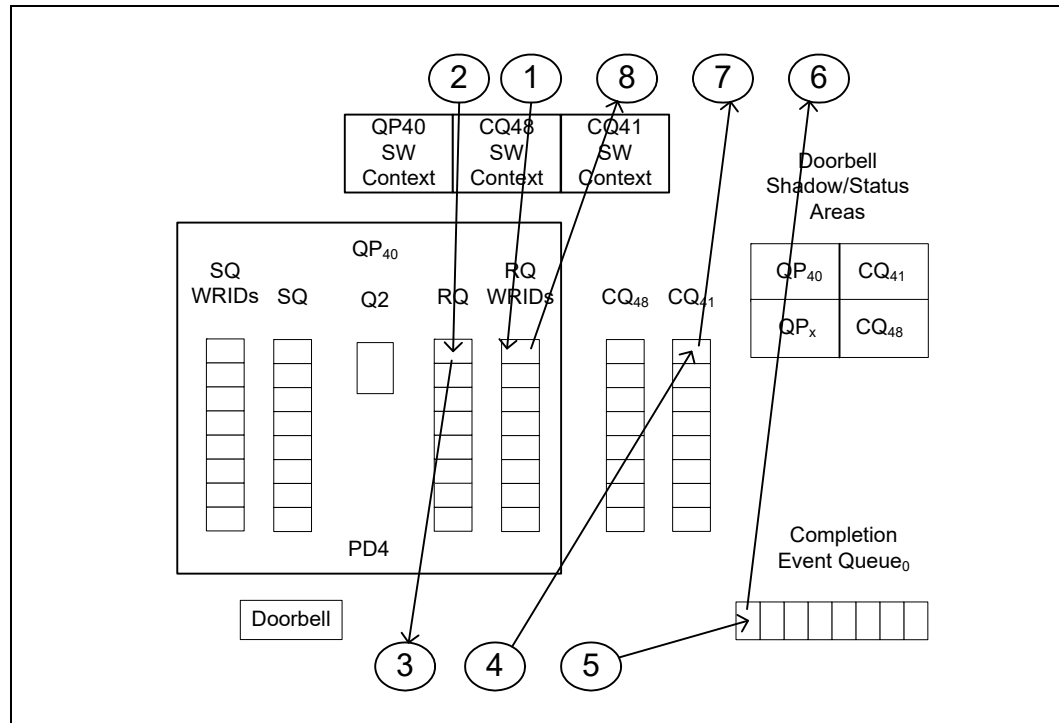 2 1 8 7 6
QP40 CQ48 CQ41
SW SW SW
Context Context Context
Doorbell
Shadow/Status
Areas
QP₄₀
SQ
WRIDs
SQ
Q2
RQ
RQ
WRIDs
CQ₄₈
CQ₄₁
QP₄₀ CQ₄₁
QPₓ CQ₄₈
PD4
Completion
Event Queue₀
Doorbell
3 4 5